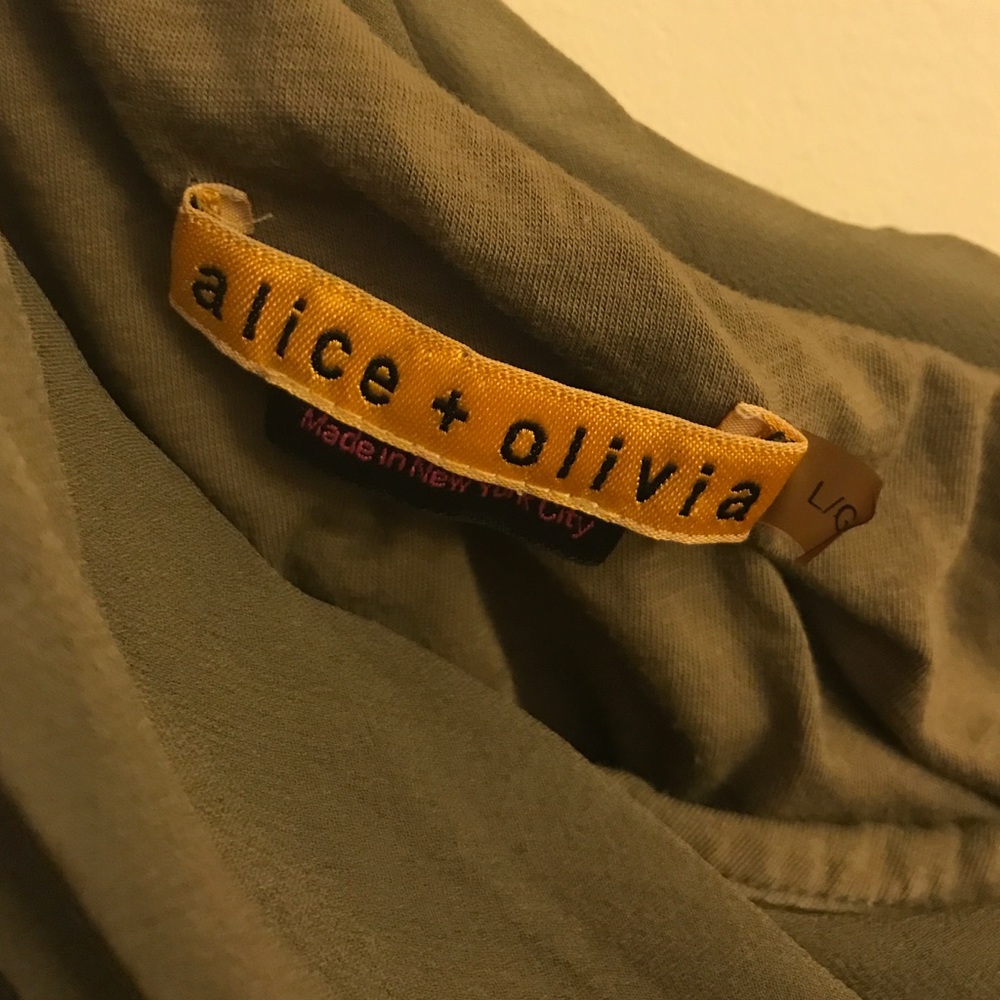 alice + olivia
Made in New York City
L/G